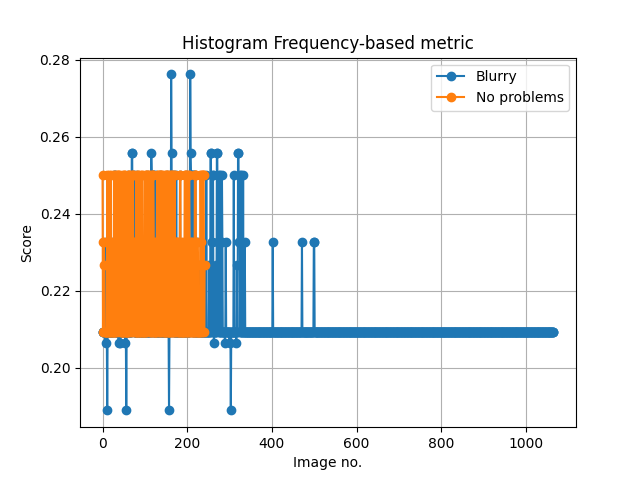 Histogram Frequency-based metric
0.28
0.26
0.24
0.22
0.20
Score
Blurry
No problems
0
200
400
600
800
1000
Image no.